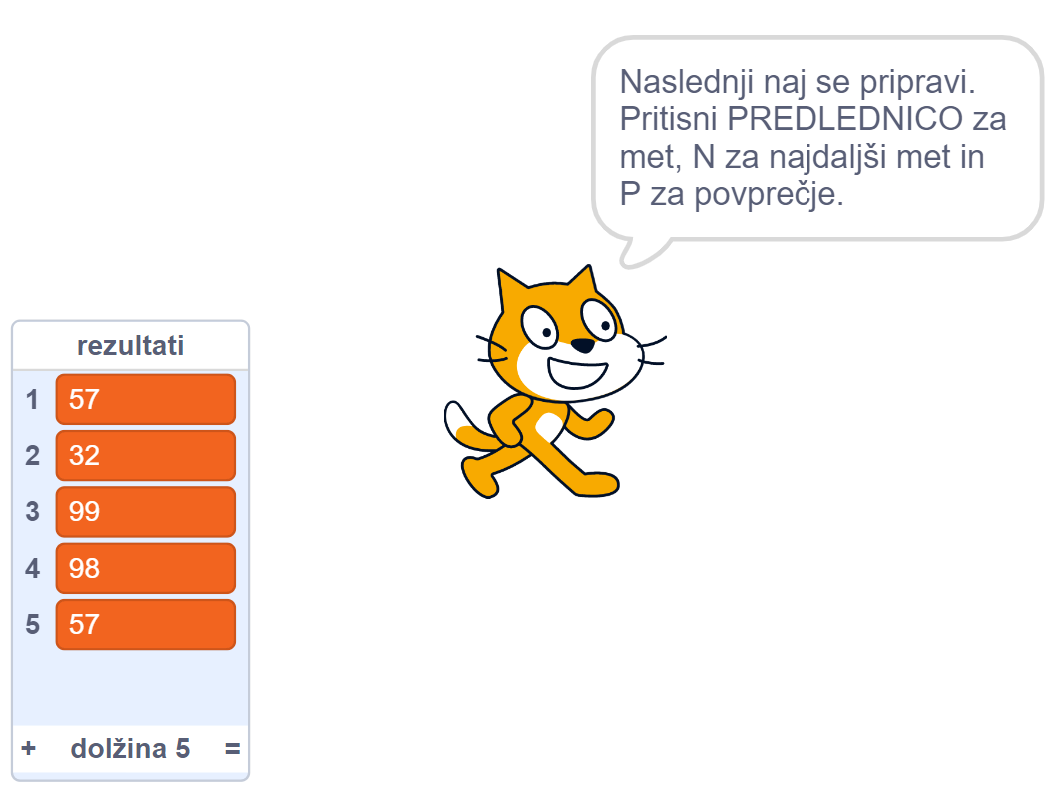 Naslednji naj se pripravi.
Pritisni PREDLEDNICO za
met, N za najdaljši met in
P za povprečje.
rezultati
1 57
2 32
3 99
4 98
5 57
+ dolžina 5 =